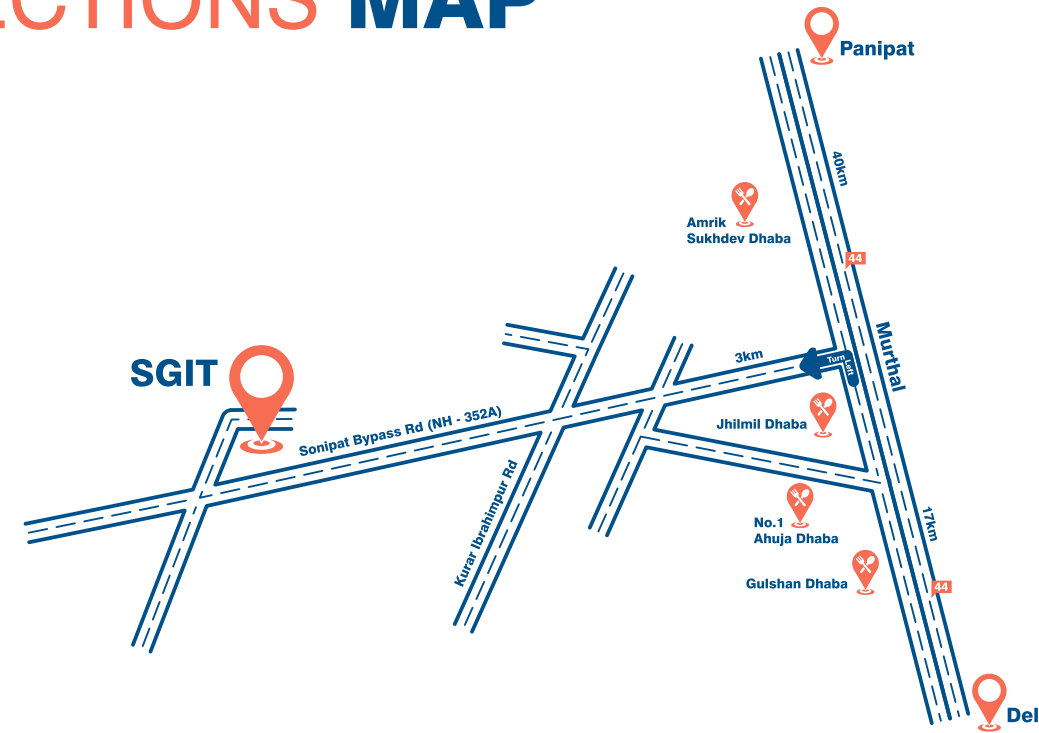 ECTIONS MAP
Panipat
40km
Amrik
Sukhdev Dhaba
44
Murthal
3km
Turn
Left
SGIT
Jhilmil Dhaba
Sonipat Bypass Rd (NH - 352A)
Kurar Ibrahimpur Rd
No.1
Ahuja Dhaba
17km
Gulshan Dhaba
44
Del